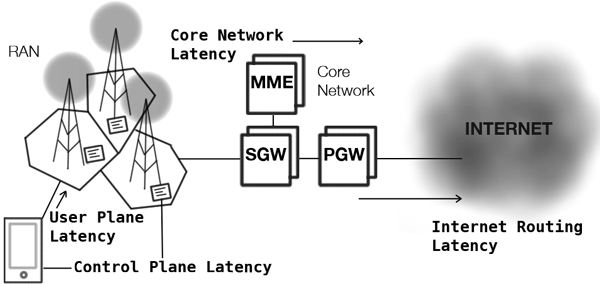 RAN
Core Network
Latency
MME
Core
Network
SGW
PGW
INTERNET
User Plane
Latency
Control Plane Latency
Internet Routing
Latency